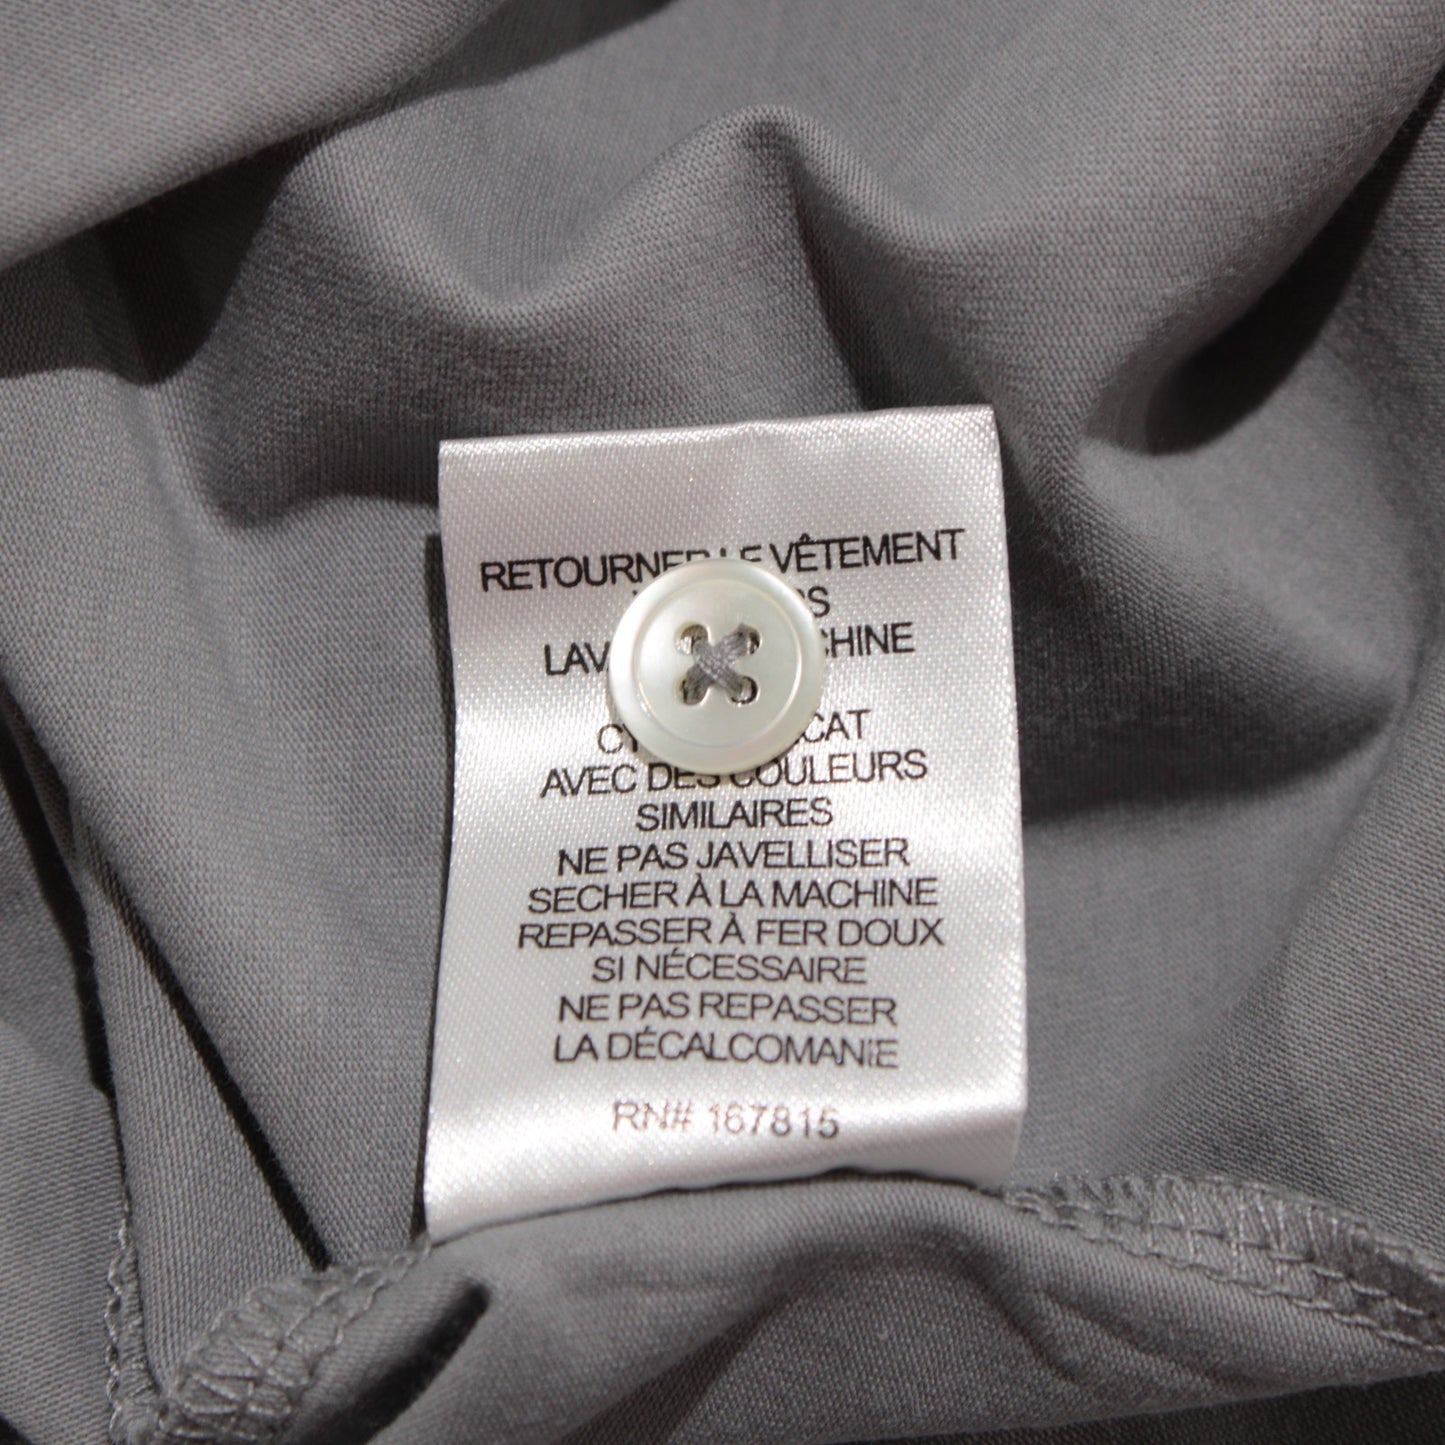 RETOURNER LE VÊTEMENT
LAV
AVEC DES COULEURS
SIMILAIRES
NE PAS JAVELLISER
SECHER À LA MACHINE
REPASSER À FER DOUX
SI NÉCESSAIRE
NE PAS REPASSER
LA DÉCALCOMANIE
RN# 167815